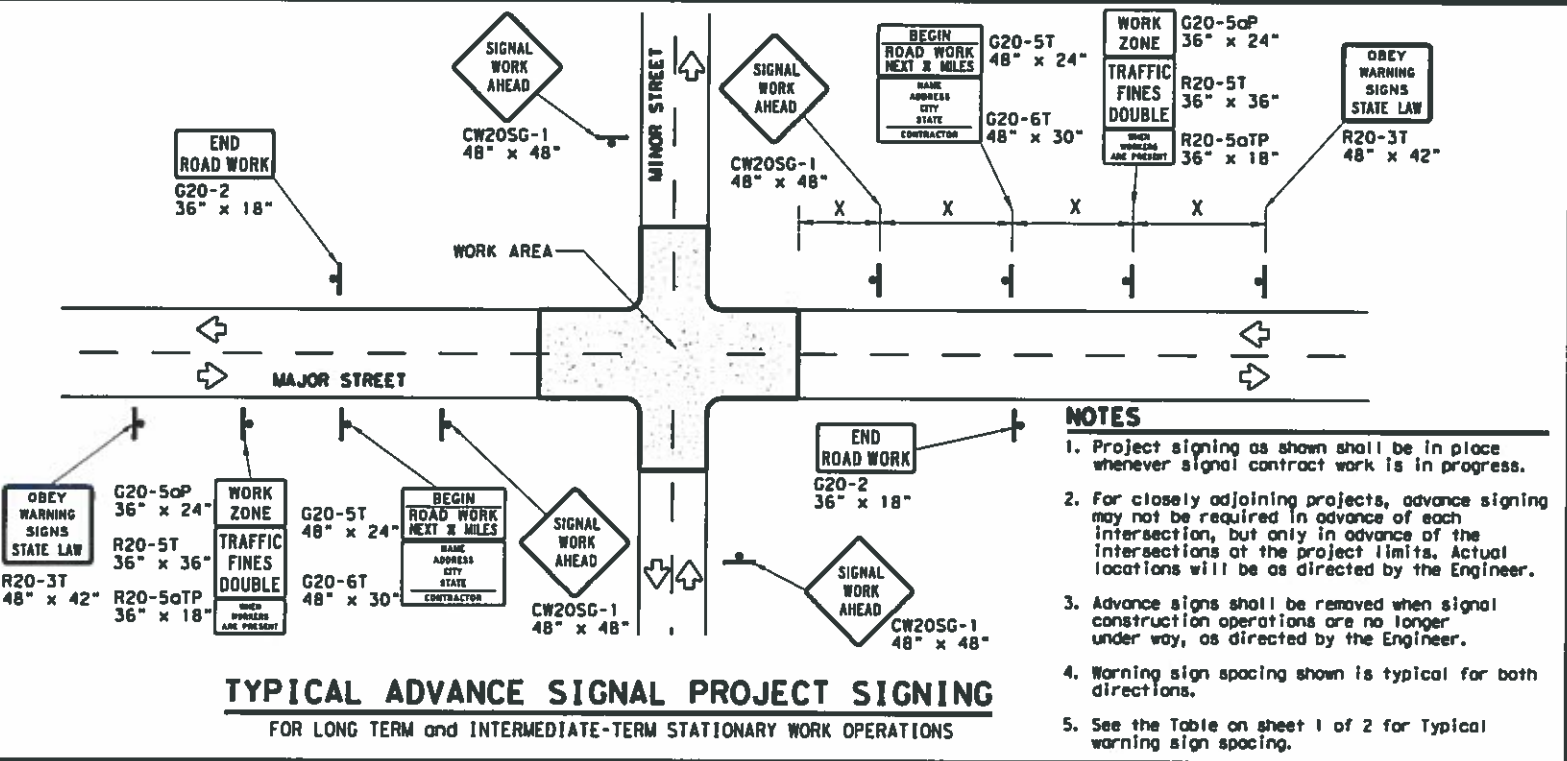 SIGNAL
WORK
AHEAD
CW20SG-1
48" x 48"
MINOR STREET
SIGNAL
WORK
AHEAD
CW20SG-1
48" x 48"
BEGIN
ROAD WORK
NEXT X MILES
NAME
ADDRESS
CITY
STATE
CONTRACTOR
G20-5T
48" x 24"
G20-6T
48" x 30"
WORK
ZONE
TRAFFIC
FINES
DOUBLE
WHEN
WORKERS
ARE PRESENT
G20-5aP
36" x 24"
R20-5T
36" x 36"
R20-5aTP
36" x 18"
OBEY
WARNING
SIGNS
STATE LAW
R20-3T
48" x 42"
END
ROAD WORK
G20-2
36" x 18"
X X X X
WORK AREA
MAJOR STREET
OBEY
WARNING
SIGNS
STATE LAW
R20-3T
48" x 42"
G20-5aP
36" x 24"
R20-5T
36" x 36"
R20-5aTP
36" x 18"
WORK
ZONE
TRAFFIC
FINES
DOUBLE
WHEN
WORKERS
ARE PRESENT
G20-5T
48" x 24"
G20-6T
48" x 30"
BEGIN
ROAD WORK
NEXT X MILES
NAME
ADDRESS
CITY
STATE
CONTRACTOR
SIGNAL
WORK
AHEAD
CW20SG-1
48" x 48"
END
ROAD WORK
G20-2
36" x 18"
SIGNAL
WORK
AHEAD
CW20SG-1
48" x 48"
TYPICAL ADVANCE SIGNAL PROJECT SIGNING
FOR LONG TERM and INTERMEDIATE-TERM STATIONARY WORK OPERATIONS
NOTES
1. Project signing as shown shall be in place
whenever signal contract work is in progress.
2. For closely adjoining projects, advance signing
may not be required in advance of each
intersection, but only in advance of the
intersections at the project limits. Actual
locations will be as directed by the Engineer.
3. Advance signs shall be removed when signal
construction operations are no longer
under way, as directed by the Engineer.
4. Warning sign spacing shown is typical for both
directions.
5. See the Table on sheet 1 of 2 for Typical
warning sign spacing.